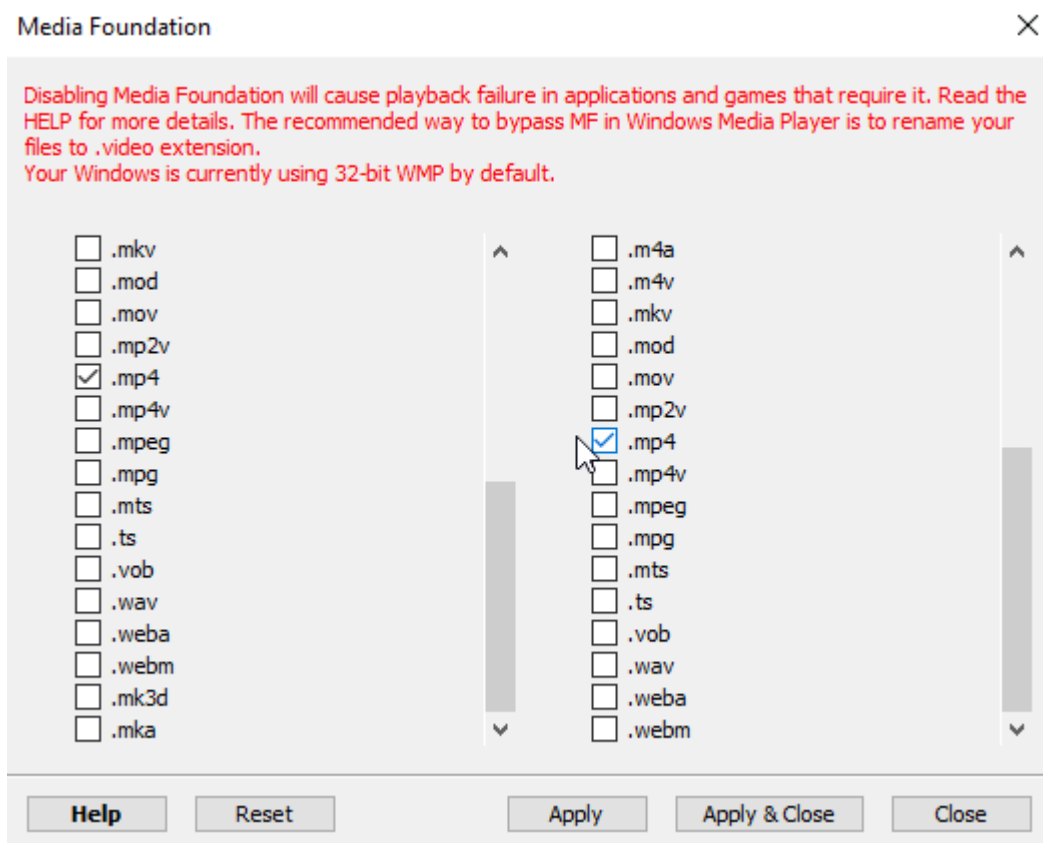 Media Foundation
Disabling Media Foundation will cause playback failure in applications and games that require it. Read the
HELP for more details. The recommended way to bypass MF in Windows Media Player is to rename your
files to .video extension.
Your Windows is currently using 32-bit WMP by default.
.mkv
.mod
.mov
.mp2v
.mp4
.mp4v
.mpeg
.mpg
.mts
.ts
.vob
.wav
.weba
.webm
.mk3d
.mka
.m4a
.m4v
.mkv
.mod
.mov
.mp2v
.mp4
.mp4v
.mpeg
.mpg
.mts
.ts
.vob
.wav
.weba
.webm
Help
Reset
Apply
Apply & Close
Close